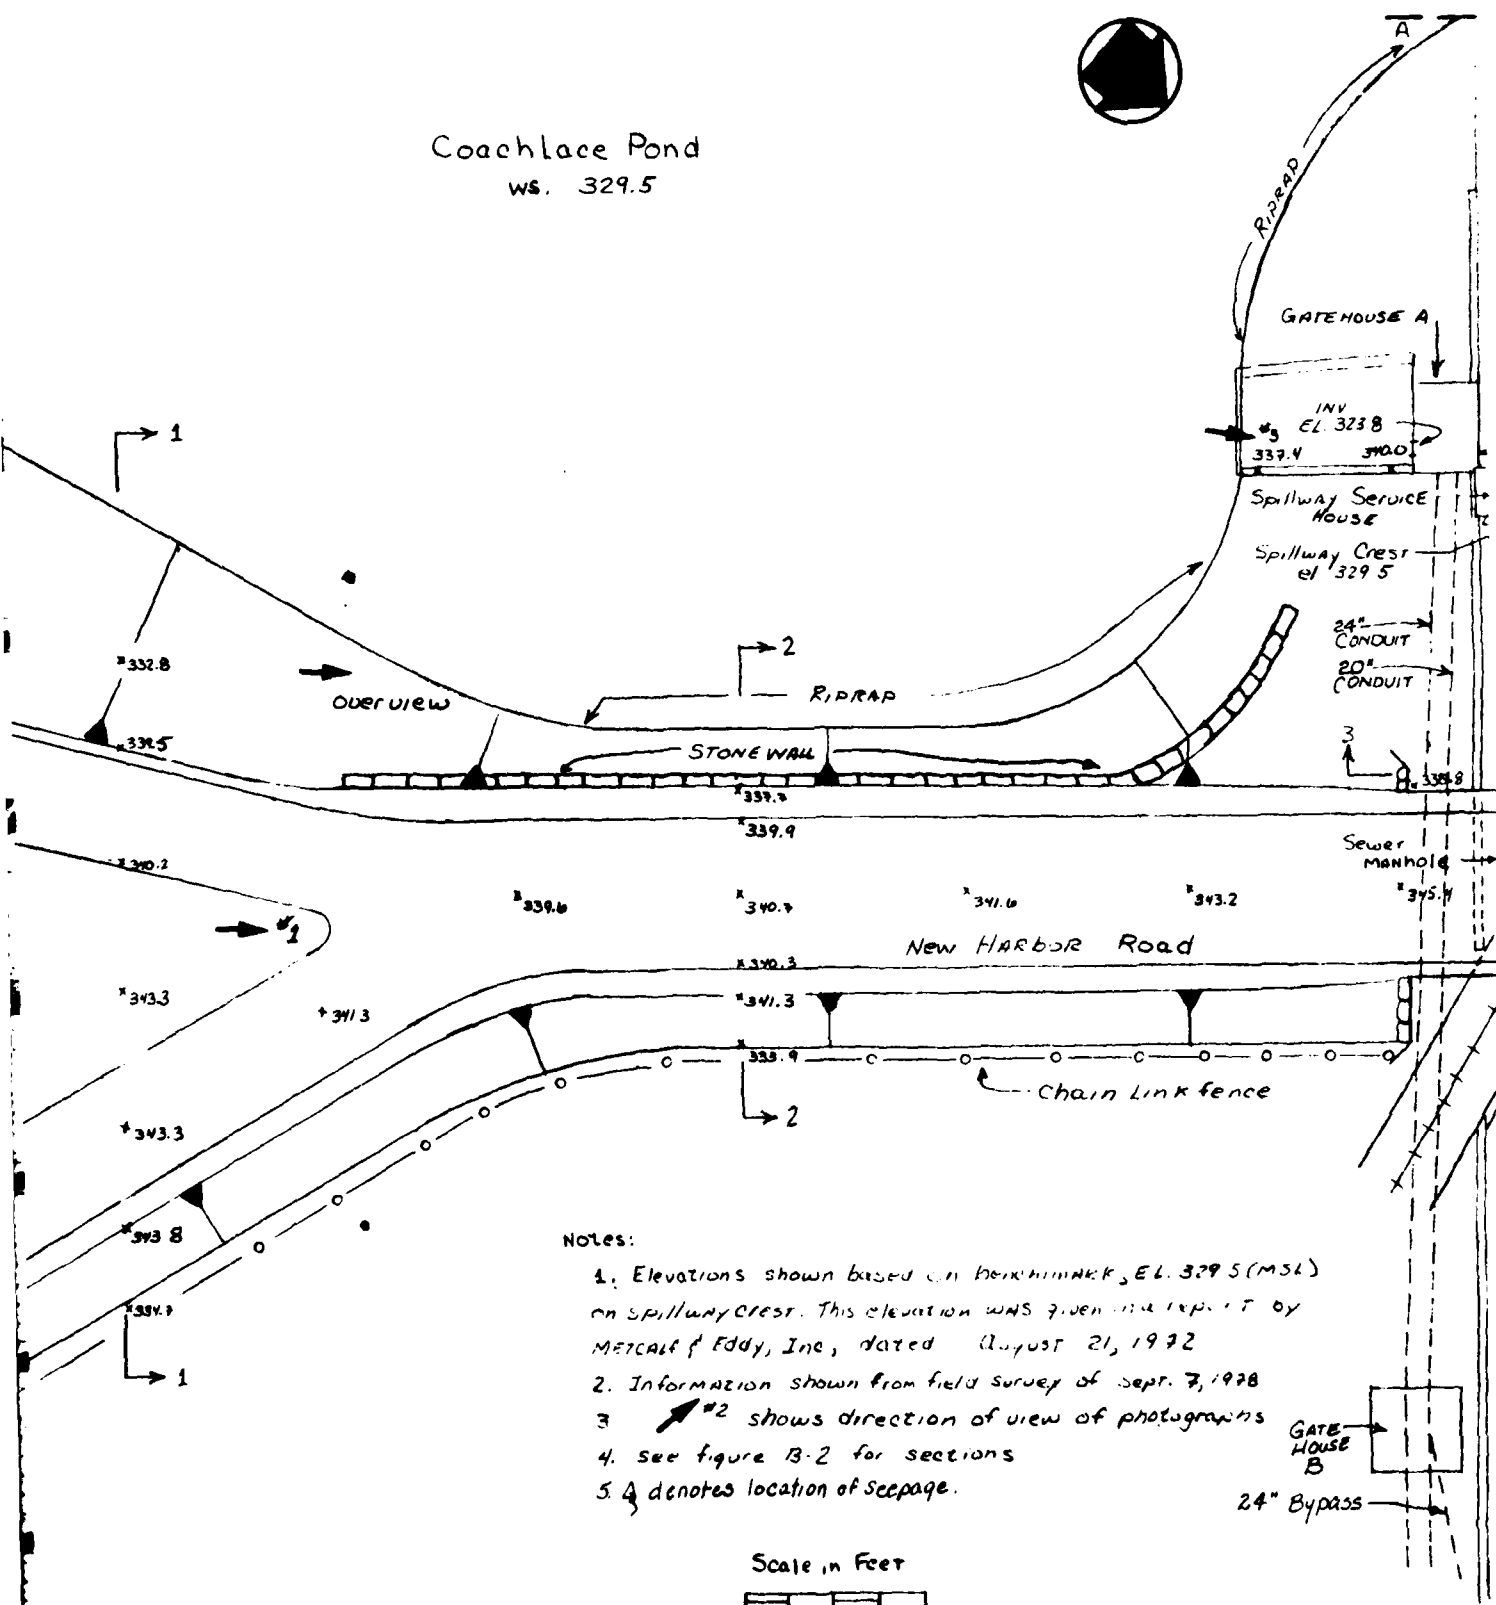 A
Coachlace Pond
WS. 329.5
RIPRAP
GATEHOUSE A
INV
EL. 323.8
#3
337.4
340.0
Spillway Service
House
Spillway Crest
el 329 5
24"
CONDUIT
20"
CONDUIT
1
332.8
overview
2
RIPRAP
STONE WALL
3
337.7
339.9
Sewer
MANhole
340.2
#1
339.6
340.7
341.6
343.2
345.4
New HARbOR Road
340.3
343.3
341.3
341.3
Chain Link fence
2
343.3
343 8
334.7
1
Notes:
1. Elevations shown based on benchmark, EL. 329 5 (MSL)
on spillway crest. This elevation was given in a report by
METCALF & Eddy, Inc, dated August 21, 1972
2. Information shown from field survey of Sept. 7, 1978
3 #2 shows direction of view of photographs
4. See figure B-2 for sections
5. denotes location of seepage.
GATE
HOUSE
B
24" Bypass
Scale in Feet